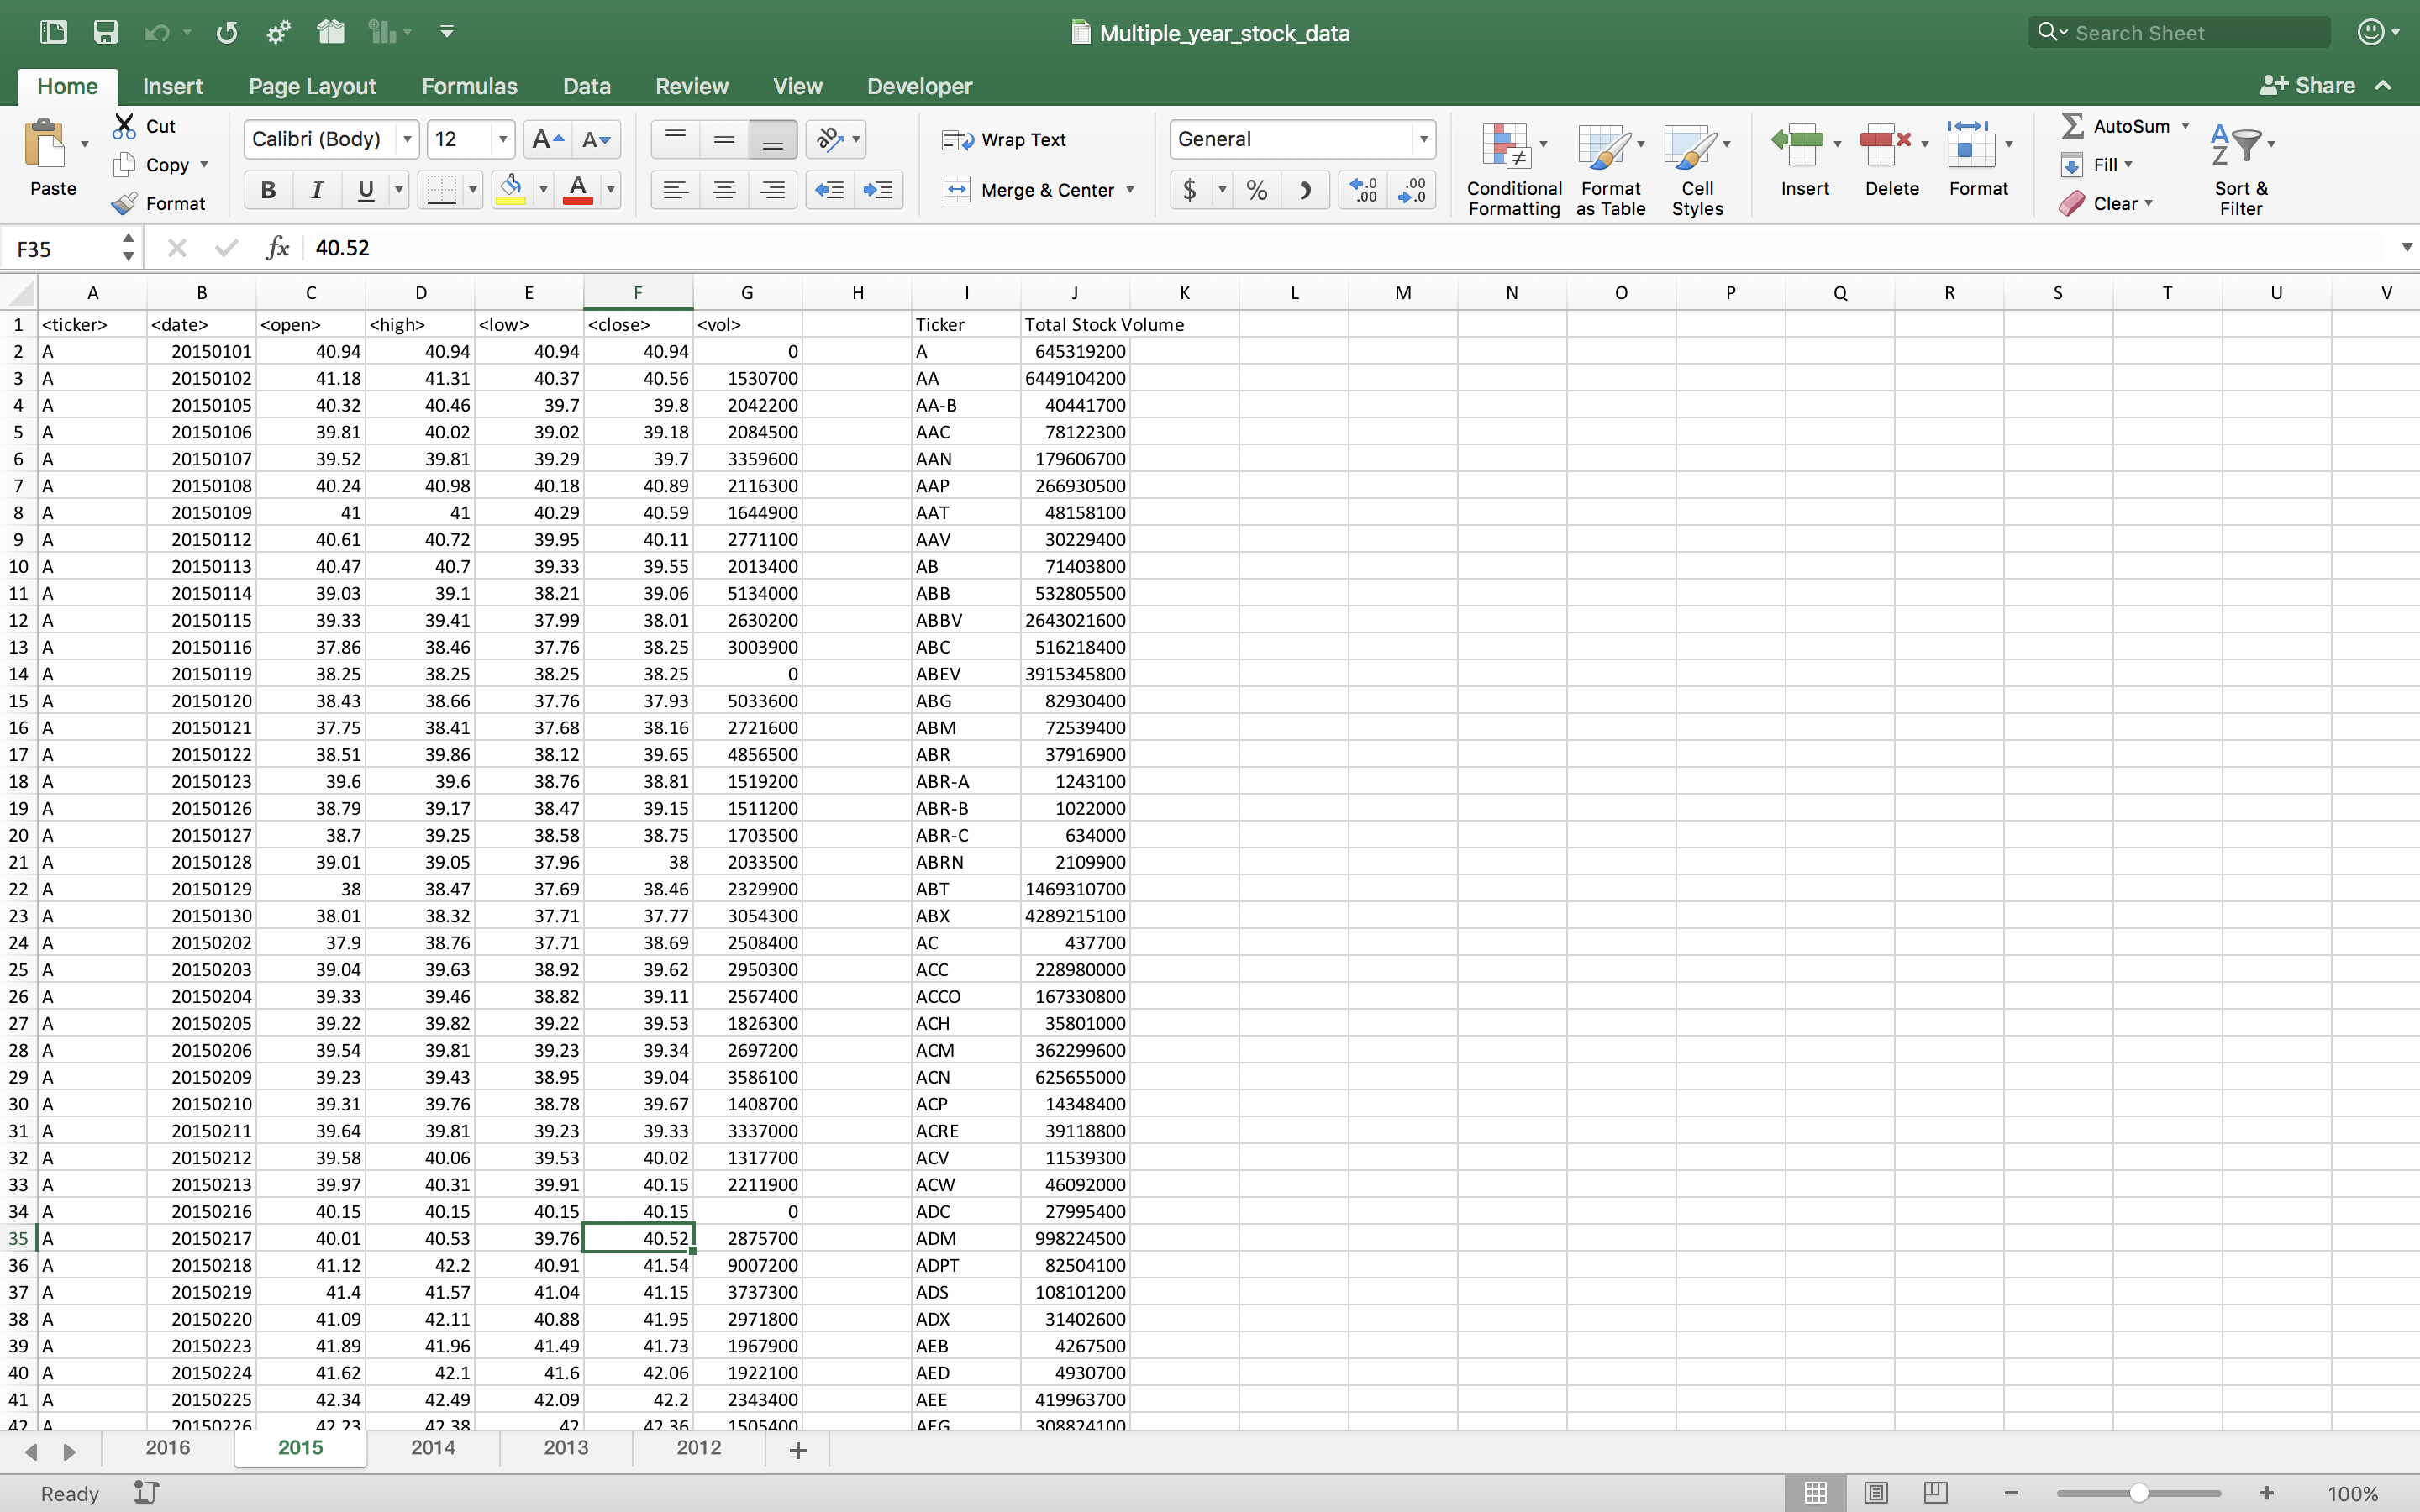 Multiple_year_stock_data
Search Sheet
Home Insert Page Layout Formulas Data Review View Developer Share
Paste Cut Copy Format
Calibri (Body) 12 A A
B I U A
Wrap Text
Merge & Center
General
$ % .0 .00 .00 .0
Conditional Formatting
Format as Table
Cell Styles
Insert Delete Format
AutoSum
Fill
Clear
A Z
Sort & Filter
F35 fx 40.52
A B C D E F G H I J K L M N O P Q R S T U V
1 <ticker> <date> <open> <high> <low> <close> <vol> Ticker Total Stock Volume
2 A 20150101 40.94 40.94 40.94 40.94 0 A 645319200
3 A 20150102 41.18 41.31 40.37 40.56 1530700 AA 6449104200
4 A 20150105 40.32 40.46 39.7 39.8 2042200 AA-B 40441700
5 A 20150106 39.81 40.02 39.02 39.18 2084500 AAC 78122300
6 A 20150107 39.52 39.81 39.29 39.7 3359600 AAN 179606700
7 A 20150108 40.24 40.98 40.18 40.89 2116300 AAP 266930500
8 A 20150109 41 41 40.29 40.59 1644900 AAT 48158100
9 A 20150112 40.61 40.72 39.95 40.11 2771100 AAV 30229400
10 A 20150113 40.47 40.7 39.33 39.55 2013400 AB 71403800
11 A 20150114 39.03 39.1 38.21 39.06 5134000 ABB 532805500
12 A 20150115 39.33 39.41 37.99 38.01 2630200 ABBV 2643021600
13 A 20150116 37.86 38.46 37.76 38.25 3003900 ABC 516218400
14 A 20150119 38.25 38.25 38.25 38.25 0 ABEV 3915345800
15 A 20150120 38.43 38.66 37.76 37.93 5033600 ABG 82930400
16 A 20150121 37.75 38.41 37.68 38.16 2721600 ABM 72539400
17 A 20150122 38.51 39.86 38.12 39.65 4856500 ABR 37916900
18 A 20150123 39.6 39.6 38.76 38.81 1519200 ABR-A 1243100
19 A 20150126 38.79 39.17 38.47 39.15 1511200 ABR-B 1022000
20 A 20150127 38.7 39.25 38.58 38.75 1703500 ABR-C 634000
21 A 20150128 39.01 39.05 37.96 38 2033500 ABRN 2109900
22 A 20150129 38 38.47 37.69 38.46 2329900 ABT 1469310700
23 A 20150130 38.01 38.32 37.71 37.77 3054300 ABX 4289215100
24 A 20150202 37.9 38.76 37.71 38.69 2508400 AC 437700
25 A 20150203 39.04 39.63 38.92 39.62 2950300 ACC 228980000
26 A 20150204 39.33 39.46 38.82 39.11 2567400 ACCO 167330800
27 A 20150205 39.22 39.82 39.22 39.53 1826300 ACH 35801000
28 A 20150206 39.54 39.81 39.23 39.34 2697200 ACM 362299600
29 A 20150209 39.23 39.43 38.95 39.04 3586100 ACN 625655000
30 A 20150210 39.31 39.76 38.78 39.67 1408700 ACP 14348400
31 A 20150211 39.64 39.81 39.23 39.33 3337000 ACRE 39118800
32 A 20150212 39.58 40.06 39.53 40.02 1317700 ACV 11539300
33 A 20150213 39.97 40.31 39.91 40.15 2211900 ACW 46092000
34 A 20150216 40.15 40.15 40.15 40.15 0 ADC 27995400
35 A 20150217 40.01 40.53 39.76 40.52 2875700 ADM 998224500
36 A 20150218 41.12 42.2 40.91 41.54 9007200 ADPT 82504100
37 A 20150219 41.4 41.57 41.04 41.15 3737300 ADS 108101200
38 A 20150220 41.09 42.11 40.88 41.95 2971800 ADX 31402600
39 A 20150223 41.89 41.96 41.49 41.73 1967900 AEB 4267500
40 A 20150224 41.62 42.1 41.6 42.06 1922100 AED 4930700
41 A 20150225 42.34 42.49 42.09 42.2 2343400 AEE 419963700
42 A 20150226 42.23 42.38 42 42.36 1505400 AEG 308824100
2016 2015 2014 2013 2012 +
Ready 100%